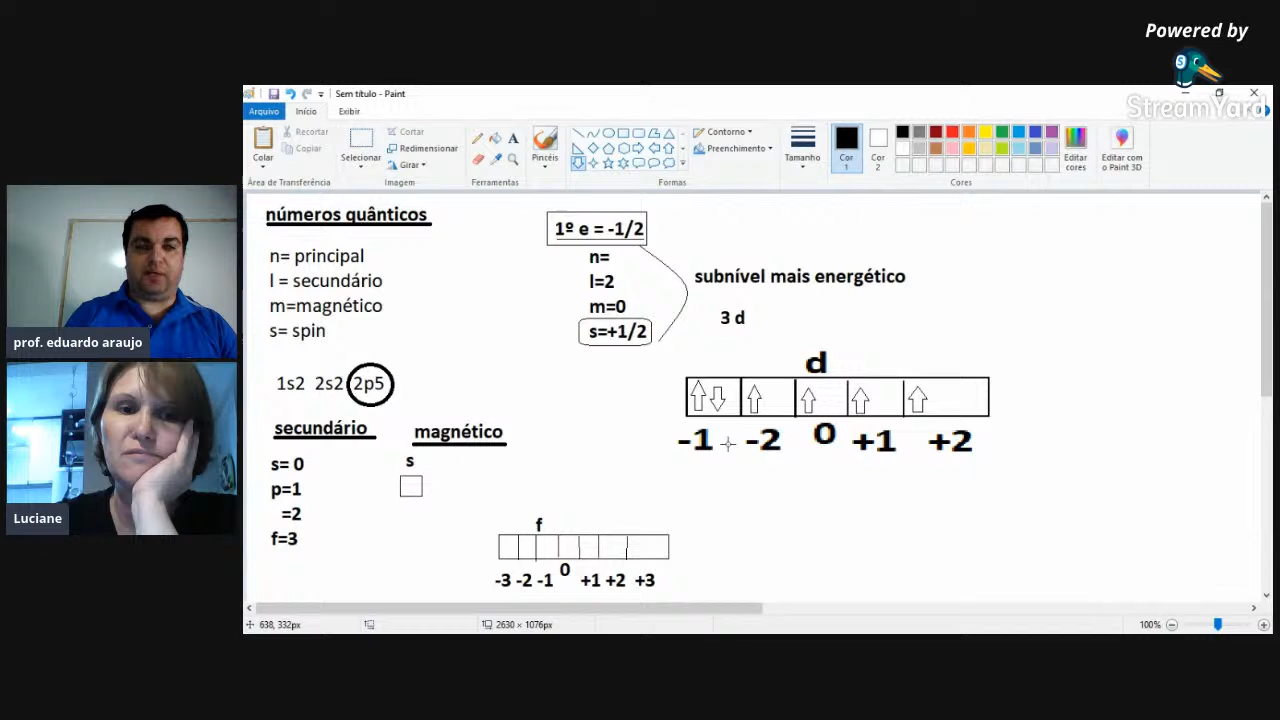 Powered by
StreamYard
Sem título - Paint
Arquivo
Início
Exibir
Colar
Recortar
Copiar
Área de Transferência
Selecionar
Cortar
Redimensionar
Girar
Imagem
A
Ferramentas
Pincéis
Contorno
Preenchimento
Formas
Tamanho
Cor 1
Cor 2
Editar cores
Cores
Editar com o Paint 3D
números quânticos
n= principal
l = secundário
m=magnético
s= spin
1s2 2s2 2p5
secundário
s= 0
p=1
=2
f=3
magnético
s
f
-3 -2 -1 0 +1 +2 +3
1º e = -1/2
n=
l=2
m=0
s=+1/2
subnível mais energético
3 d
d
-1 -2 0 +1 +2
prof. eduardo araujo
Luciane
638, 332px
2630 × 1076px
100%